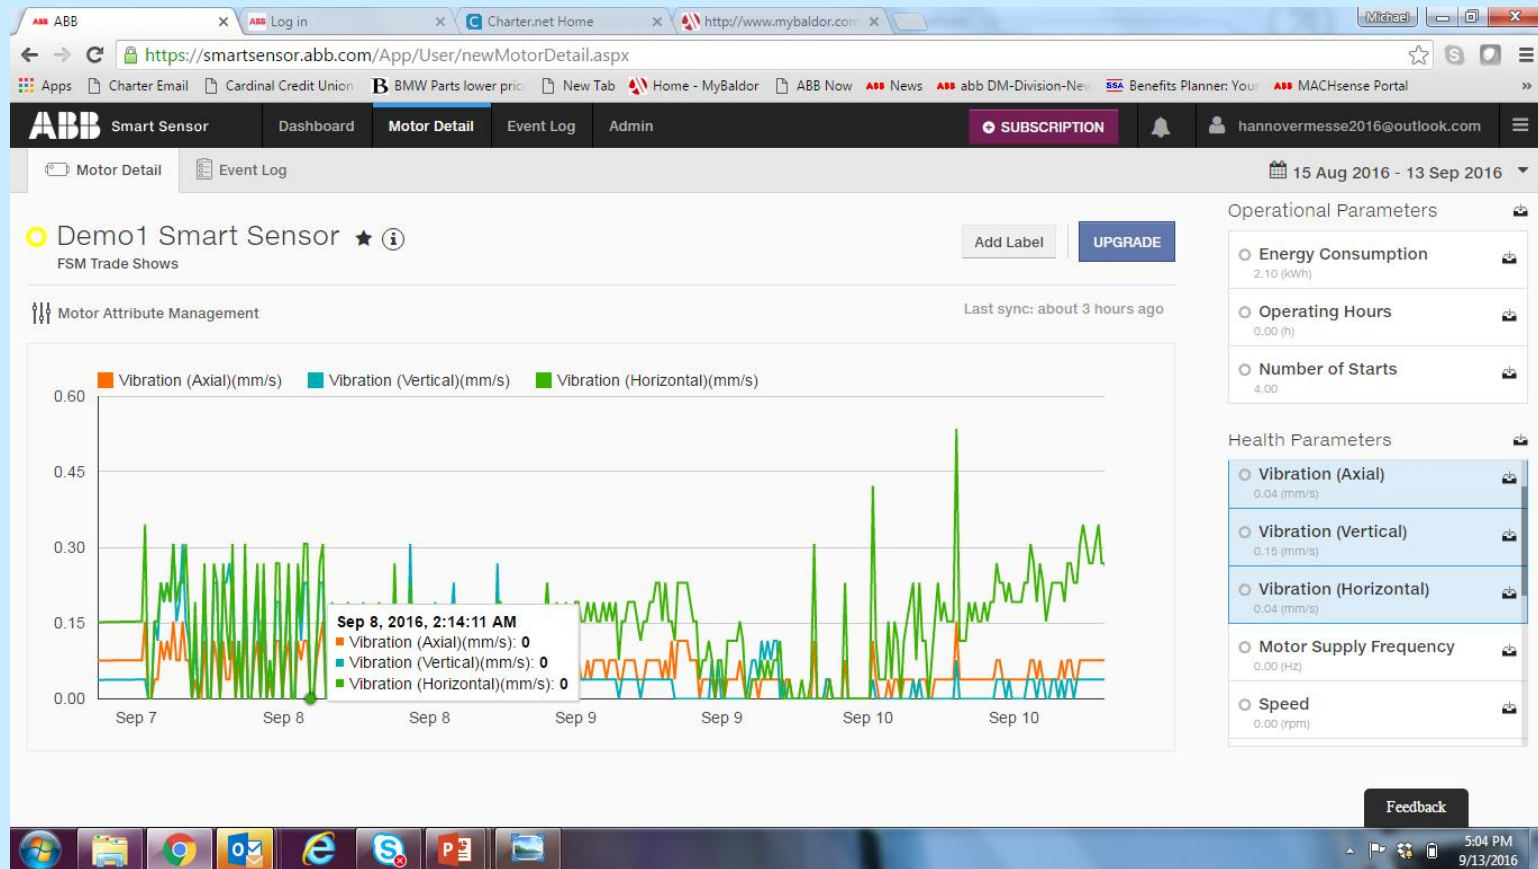 ABB
Log in
Charter.net Home
http://www.mybaldor.com
Michael
https://smartsensor.abb.com/App/User/newMotorDetail.aspx
Apps Charter Email Cardinal Credit Union BMW Parts lower pric New Tab Home - MyBaldor ABB Now ABB News abb DM-Division-Nev SSA Benefits Planner: Your ABB MACHsense Portal »
ABB Smart Sensor Dashboard Motor Detail Event Log Admin SUBSCRIPTION hannovermesse2016@outlook.com
Motor Detail Event Log 15 Aug 2016 - 13 Sep 2016
Demo1 Smart Sensor
FSM Trade Shows
Add Label UPGRADE
Motor Attribute Management
Last sync: about 3 hours ago
Vibration (Axial)(mm/s) Vibration (Vertical)(mm/s) Vibration (Horizontal)(mm/s)
0.60
0.45
0.30
0.15
0.00
Sep 8, 2016, 2:14:11 AM
Vibration (Axial)(mm/s): 0
Vibration (Vertical)(mm/s): 0
Vibration (Horizontal)(mm/s): 0
Sep 7 Sep 8 Sep 8 Sep 9 Sep 9 Sep 10 Sep 10
Operational Parameters
Energy Consumption
2.10 (kWh)
Operating Hours
0.00 (h)
Number of Starts
4.00
Health Parameters
Vibration (Axial)
0.04 (mm/s)
Vibration (Vertical)
0.15 (mm/s)
Vibration (Horizontal)
0.04 (mm/s)
Motor Supply Frequency
0.00 (Hz)
Speed
0.00 (rpm)
Feedback
5:04 PM
9/13/2016